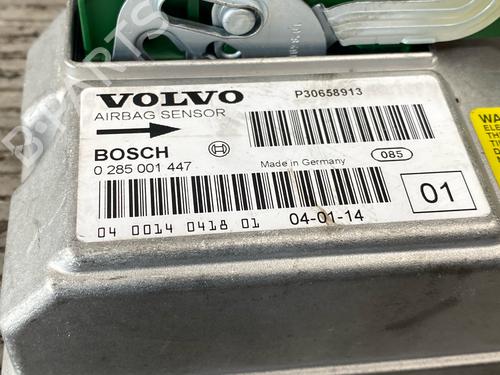 VOLVO
P30658913
AIRBAG SENSOR
BOSCH
0 285 001 447
Made in Germany
085
04 0014 0418 01
04-01-14
01
B-PARTS